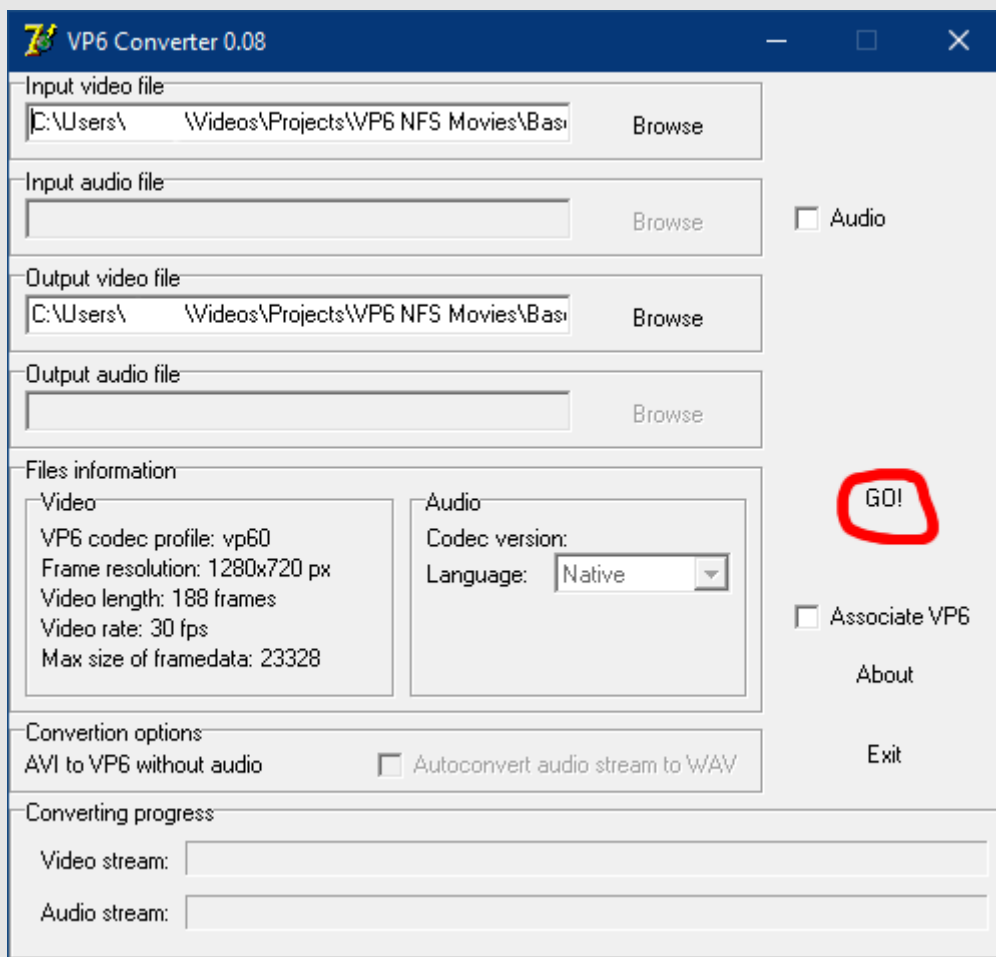 VP6 Converter 0.08
Input video file
C:\Users\ \Videos\Projects\VP6 NFS Movies\Bas
Browse
Input audio file
Browse
Audio
Output video file
C:\Users\ \Videos\Projects\VP6 NFS Movies\Bas
Browse
Output audio file
Browse
Files information
Video
VP6 codec profile: vp60
Frame resolution: 1280x720 px
Video length: 188 frames
Video rate: 30 fps
Max size of framedata: 23328
Audio
Codec version:
Language: Native
GO!
Associate VP6
About
Exit
Convertion options
AVI to VP6 without audio
Autoconvert audio stream to WAV
Converting progress
Video stream:
Audio stream: